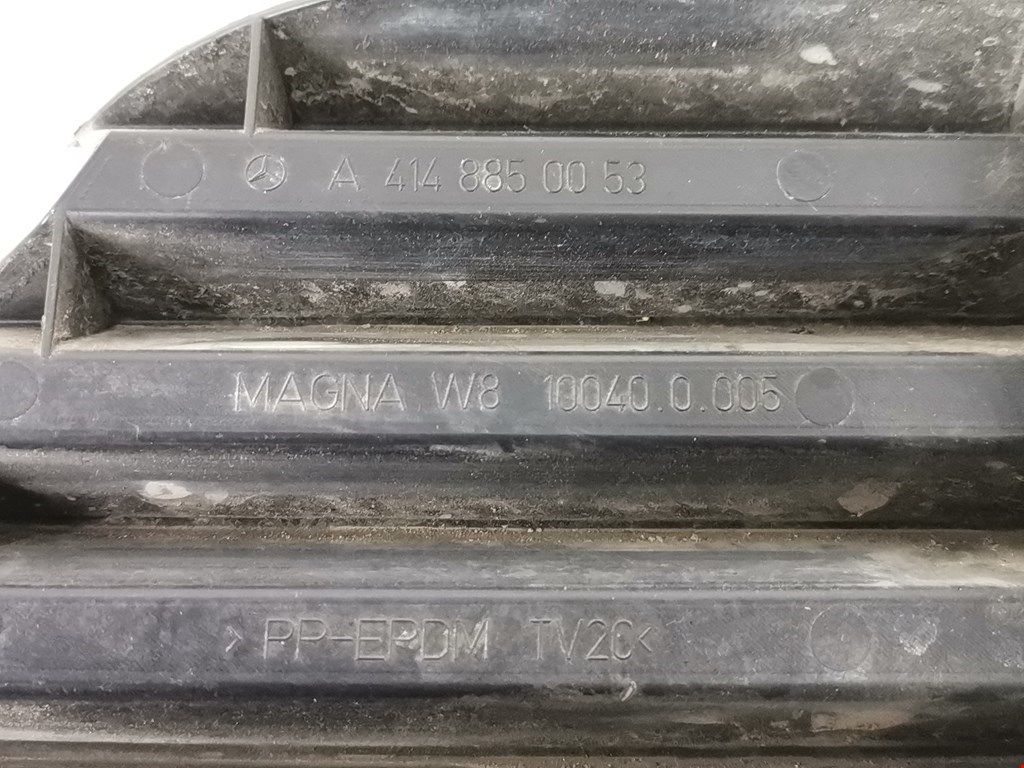 A 414 885 00 53
MAGNA W8 10040.0.005
>PP-EPDM TV20<